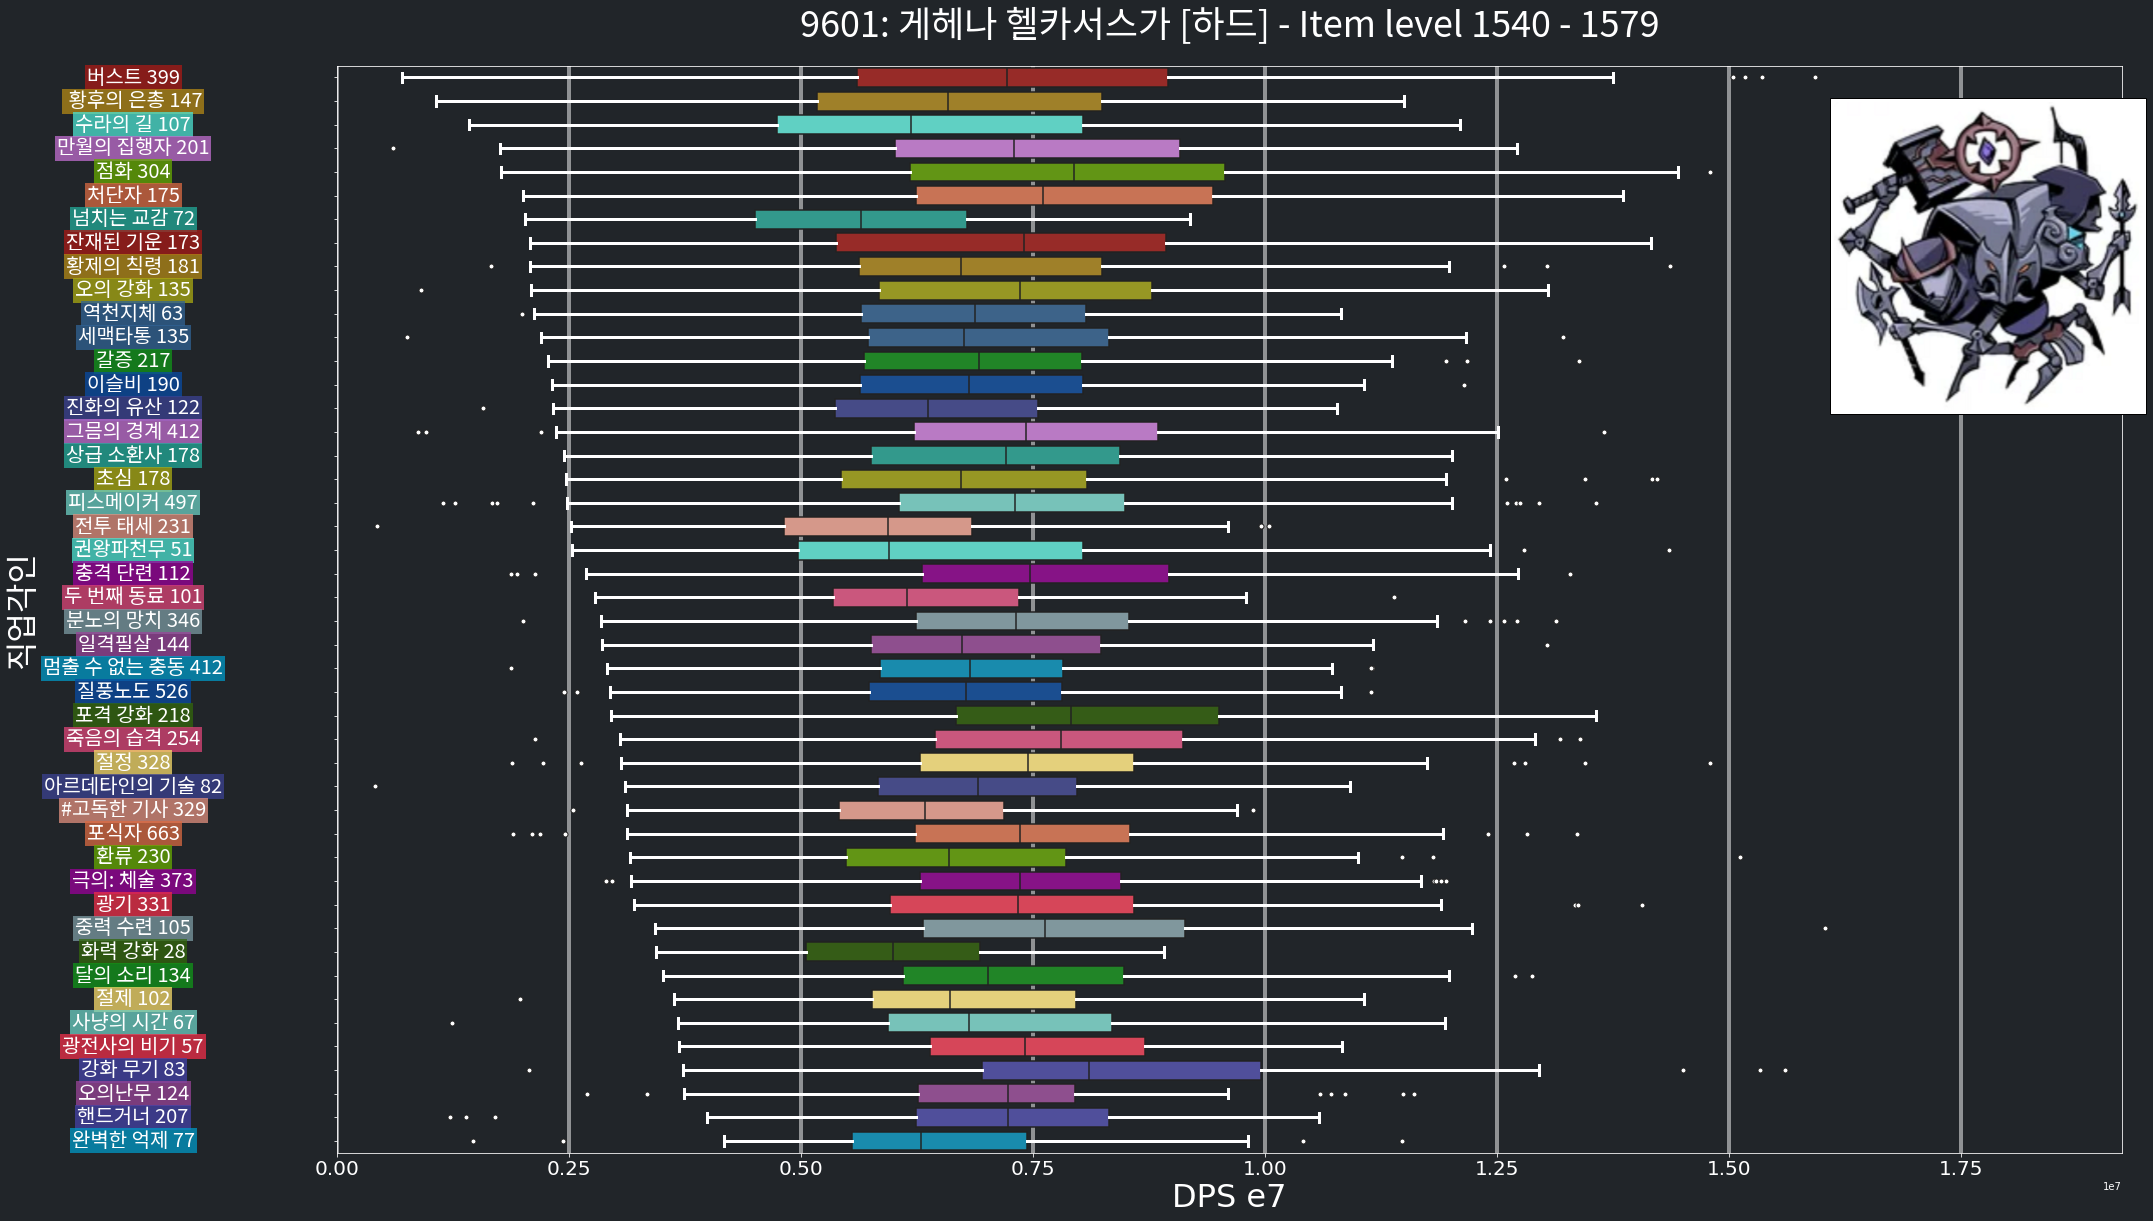 9601: 게헤나 헬카서스가 [하드] - Item level 1540 - 1579
버스트 399
황후의 은총 147
수라의 길 107
만월의 집행자 201
점화 304
처단자 175
넘치는 교감 72
잔재된 기운 173
황제의 칙령 181
오의 강화 135
역천지체 63
세맥타통 135
갈증 217
이슬비 190
진화의 유산 122
그믐의 경계 412
상급 소환사 178
초심 178
피스메이커 497
전투 태세 231
권왕파천무 51
충격 단련 112
두 번째 동료 101
분노의 망치 346
일격필살 144
멈출 수 없는 충동 412
질풍노도 526
포격 강화 218
죽음의 습격 254
절정 328
아르데타인의 기술 82
#고독한 기사 329
포식자 663
환류 230
극의: 체술 373
광기 331
중력 수련 105
화력 강화 28
달의 소리 134
절제 102
사냥의 시간 67
광전사의 비기 57
강화 무기 83
오의난무 124
핸드거너 207
완벽한 억제 77
직업각인
0.00 0.25 0.50 0.75 1.00 1.25 1.50 1.75
DPS e7
1e7